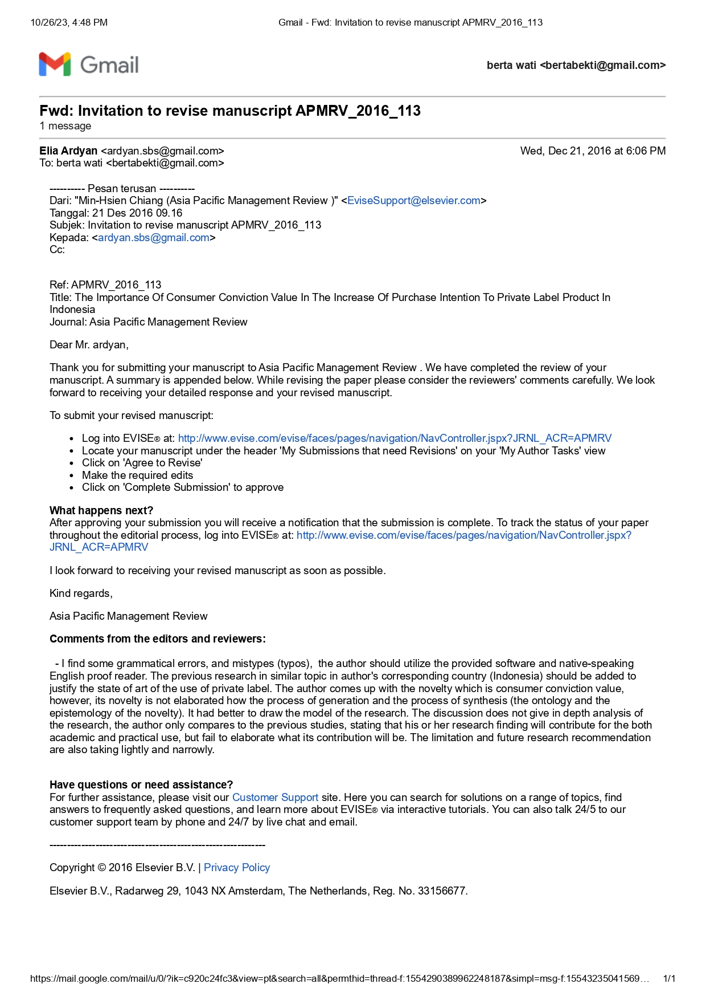 10/26/23, 4:48 PM
Gmail - Fwd: Invitation to revise manuscript APMRV_2016_113
Gmail
berta wati <bertabekti@gmail.com>
Fwd: Invitation to revise manuscript APMRV_2016_113
1 message
Elia Ardyan <ardyan.sbs@gmail.com>
Wed, Dec 21, 2016 at 6:06 PM
To: berta wati <bertabekti@gmail.com>
---------- Pesan terusan ----------
Dari: "Min-Hsien Chiang (Asia Pacific Management Review )" <EviseSupport@elsevier.com>
Tanggal: 21 Des 2016 09.16
Subjek: Invitation to revise manuscript APMRV_2016_113
Kepada: <ardyan.sbs@gmail.com>
Cc:
Ref: APMRV_2016_113
Title: The Importance Of Consumer Conviction Value In The Increase Of Purchase Intention To Private Label Product In
Indonesia
Journal: Asia Pacific Management Review
Dear Mr. ardyan,
Thank you for submitting your manuscript to Asia Pacific Management Review . We have completed the review of your
manuscript. A summary is appended below. While revising the paper please consider the reviewers' comments carefully. We look
forward to receiving your detailed response and your revised manuscript.
To submit your revised manuscript:
• Log into EVISE® at: http://www.evise.com/evise/faces/pages/navigation/NavController.jspx?JRNL_ACR=APMRV
• Locate your manuscript under the header 'My Submissions that need Revisions' on your 'My Author Tasks' view
• Click on 'Agree to Revise'
• Make the required edits
• Click on 'Complete Submission' to approve
What happens next?
After approving your submission you will receive a notification that the submission is complete. To track the status of your paper
throughout the editorial process, log into EVISE® at: http://www.evise.com/evise/faces/pages/navigation/NavController.jspx?
JRNL_ACR=APMRV
I look forward to receiving your revised manuscript as soon as possible.
Kind regards,
Asia Pacific Management Review
Comments from the editors and reviewers:
- I find some grammatical errors, and mistypes (typos),  the author should utilize the provided software and native-speaking
English proof reader. The previous research in similar topic in author's corresponding country (Indonesia) should be added to
justify the state of art of the use of private label. The author comes up with the novelty which is consumer conviction value,
however, its novelty is not elaborated how the process of generation and the process of synthesis (the ontology and the
epistemology of the novelty). It had better to draw the model of the research. The discussion does not give in depth analysis of
the research, the author only compares to the previous studies, stating that his or her research finding will contribute for the both
academic and practical use, but fail to elaborate what its contribution will be. The limitation and future research recommendation
are also taking lightly and narrowly.
Have questions or need assistance?
For further assistance, please visit our Customer Support site. Here you can search for solutions on a range of topics, find
answers to frequently asked questions, and learn more about EVISE® via interactive tutorials. You can also talk 24/5 to our
customer support team by phone and 24/7 by live chat and email.
-------------------------------------------------------------
Copyright © 2016 Elsevier B.V. | Privacy Policy
Elsevier B.V., Radarweg 29, 1043 NX Amsterdam, The Netherlands, Reg. No. 33156677.
https://mail.google.com/mail/u/0/?ik=c920c24fc3&view=pt&search=all&permthid=thread-f:1554290389962248187&simpl=msg-f:15543235041569…
1/1